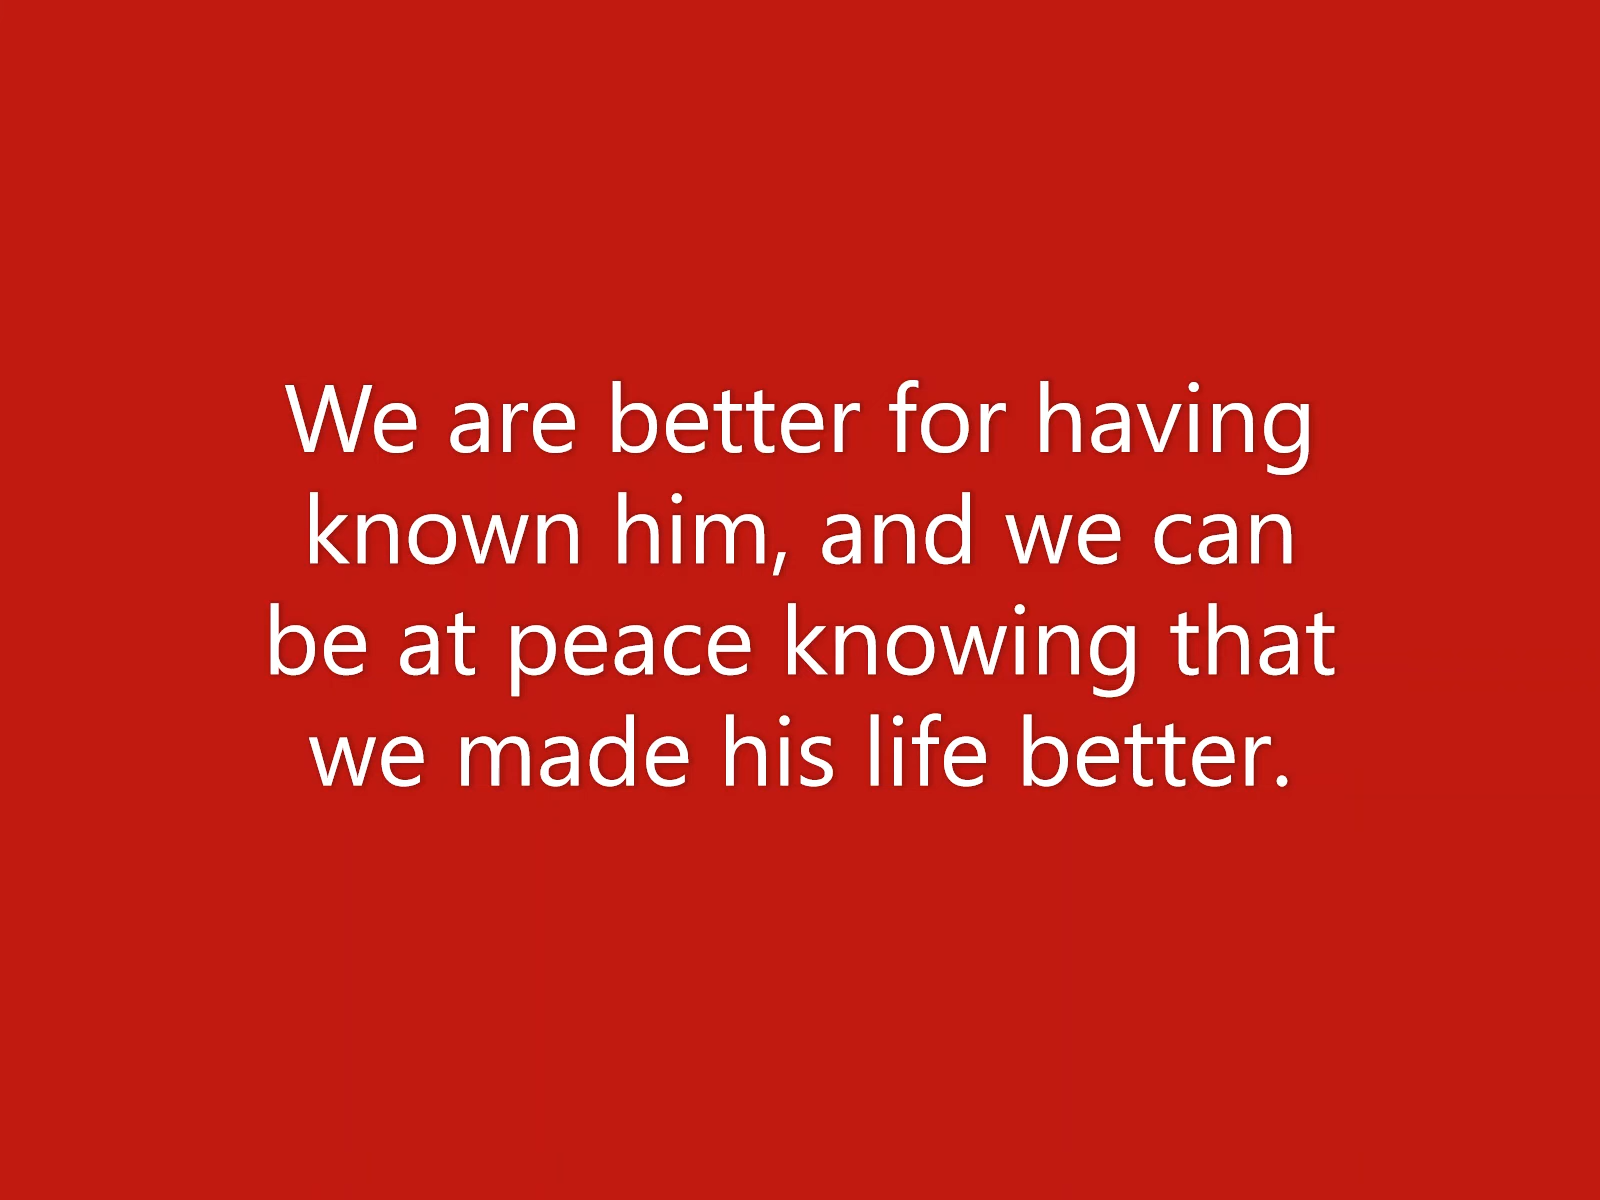 We are better for having
known him, and we can
be at peace knowing that
we made his life better.